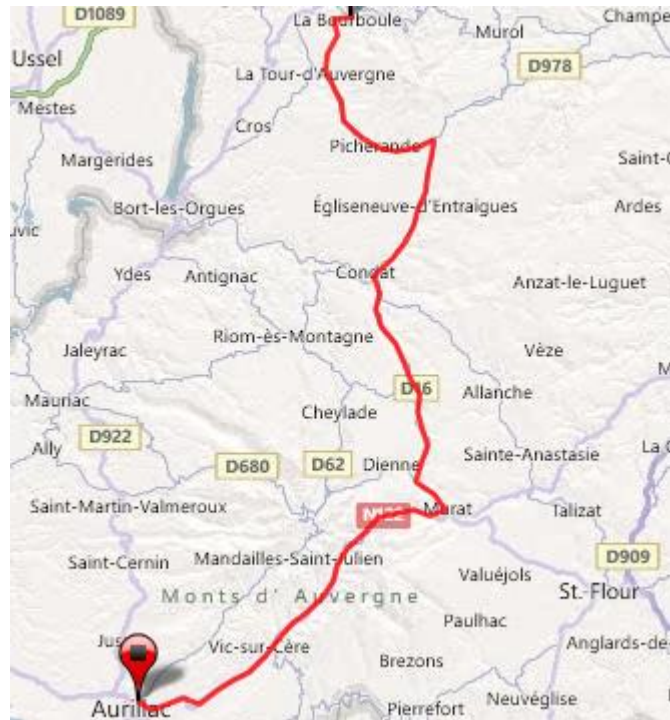 D1089
La Bourboule
Champe
Murol
Ussel
La Tour-d'Auvergne
D978
Mestes
Cros
Picherande
Saint-
Margerides
Bort-les-Orgues
Égliseneuve-d'Entraigues
Ardes
uvic
Ydes
Antignac
Condat
Anzat-le-Luguet
Riom-ès-Montagne
Jaleyrac
Vèze
Mauriac
D16
Allanche
Cheylade
D922
Ally
D680
D62
Dienne
Sainte-Anastasie
La
Saint-Martin-Valmeroux
Murat
Talizat
Saint-Cernin
Mandailles-Saint-Julien
D909
Valuéjols
Monts d'Auvergne
St.-Flour
Paulhac
Vic-sur-Cère
Anglards-de-
Brezons
Aurillac
Pierrefort
Neuvéglise